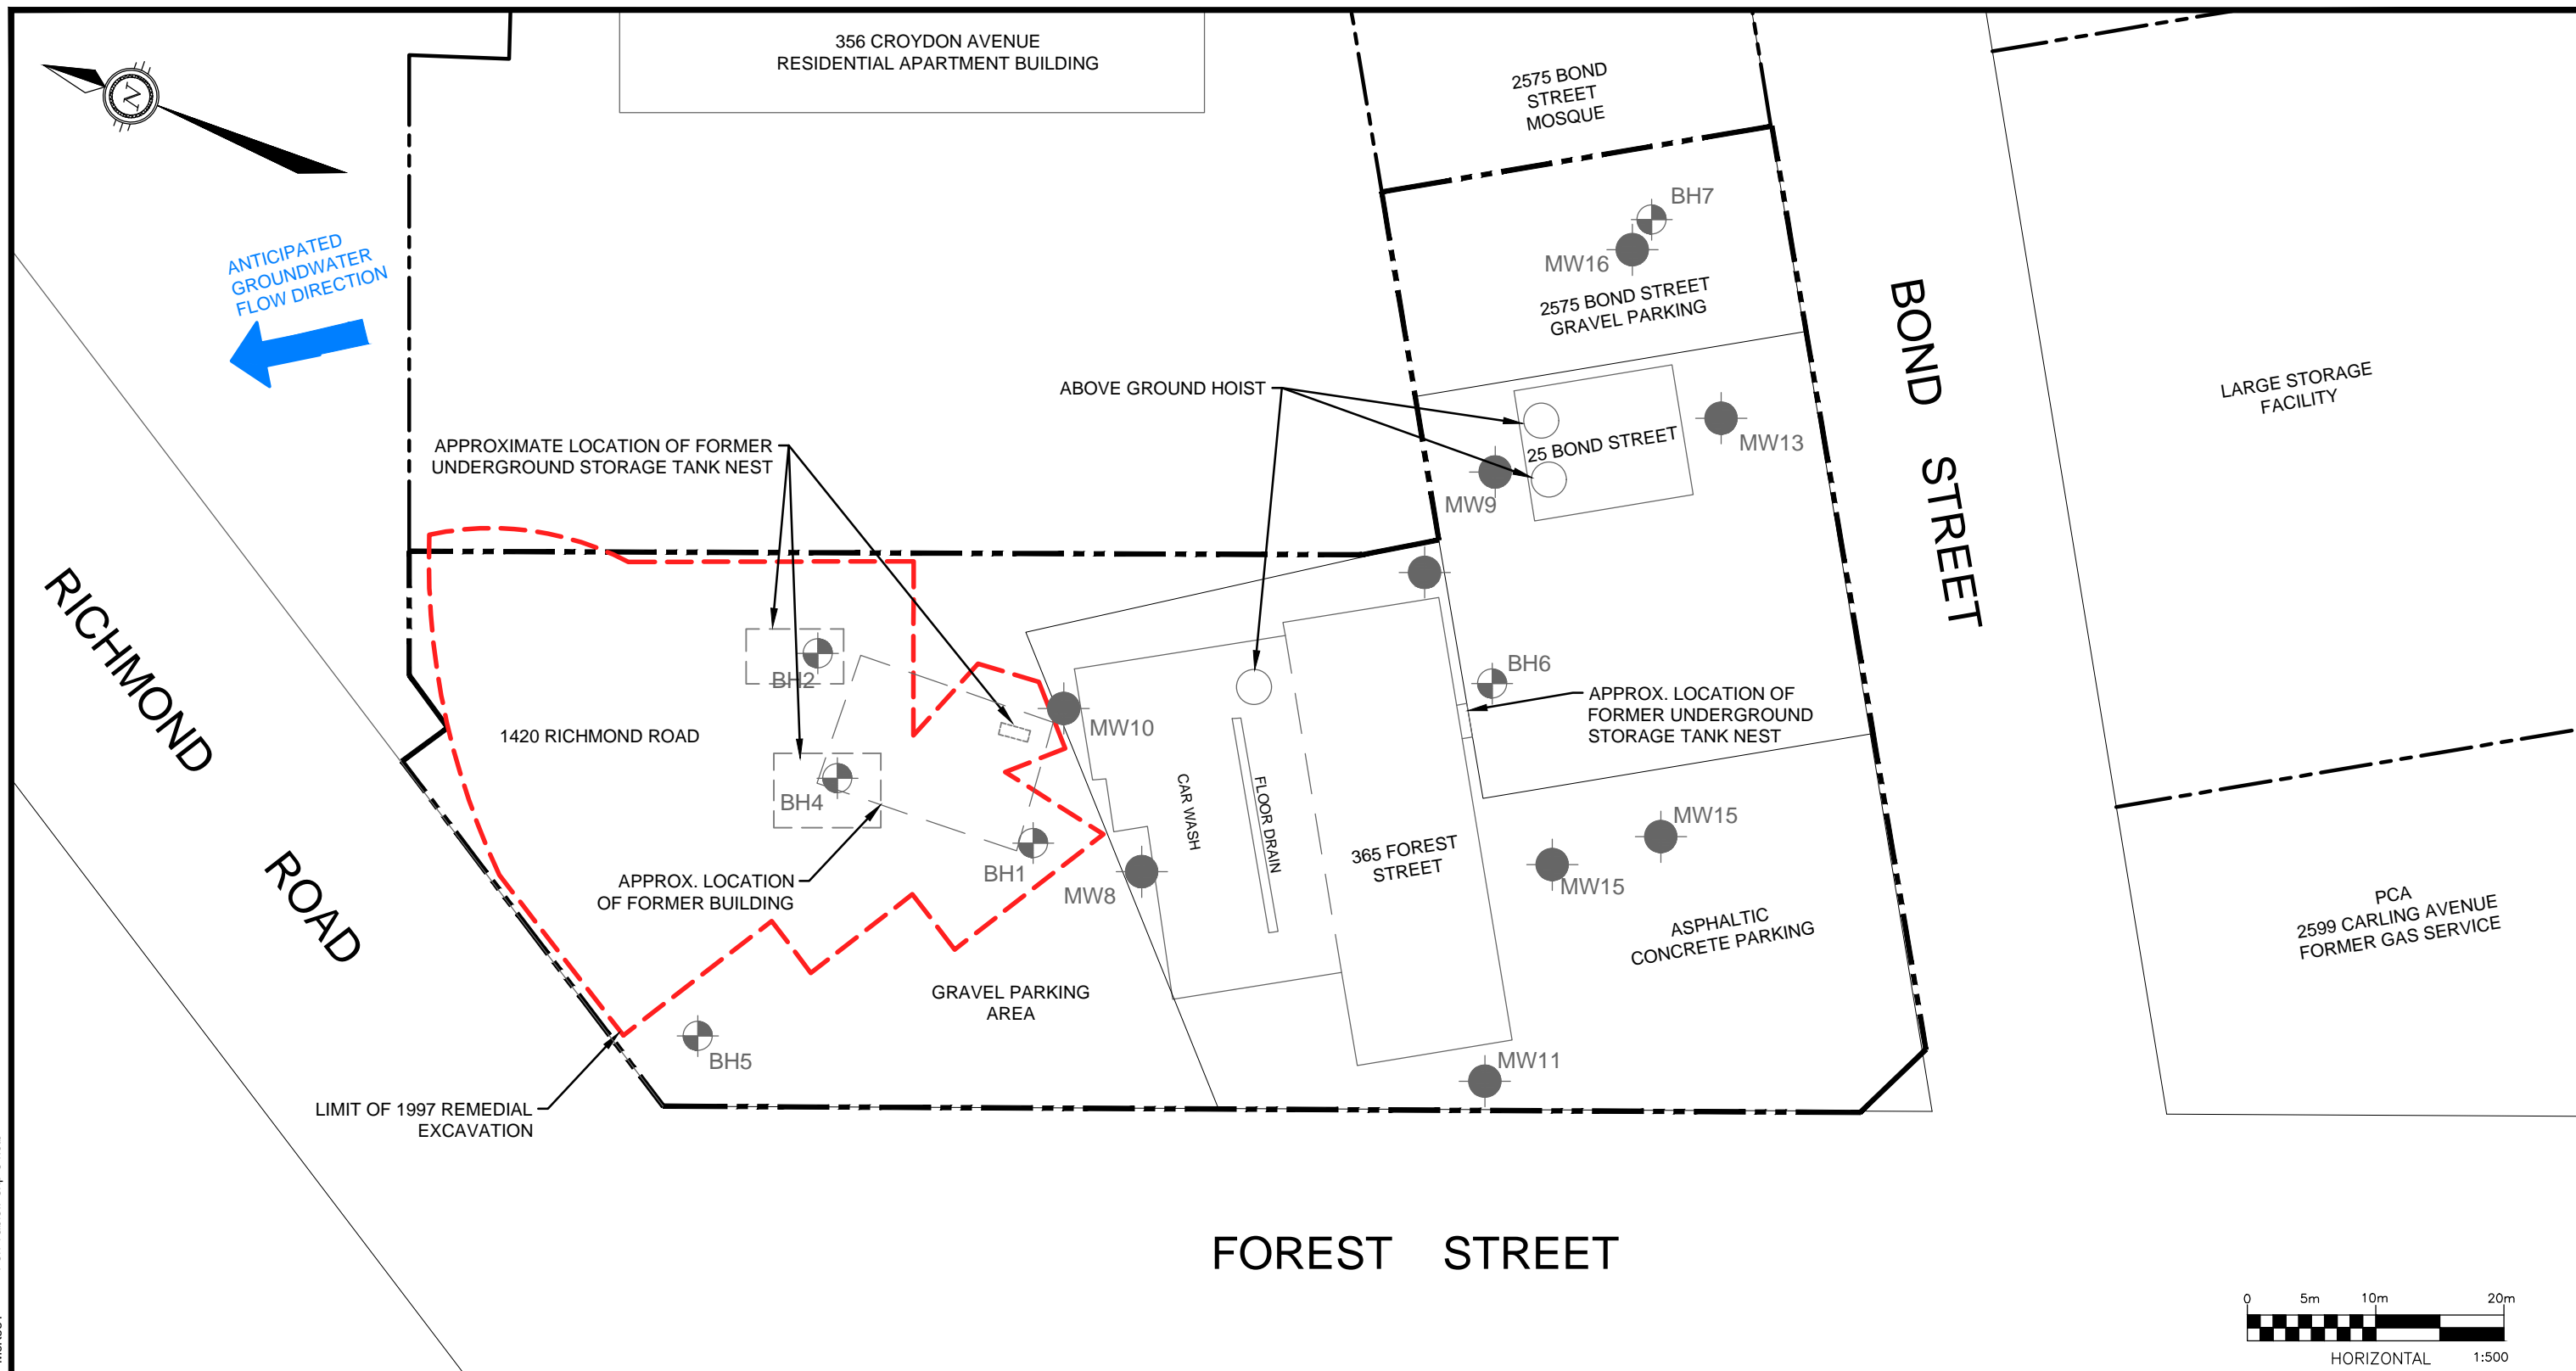 356 CROYDON AVENUE
RESIDENTIAL APARTMENT BUILDING
2575 BOND
STREET
MOSQUE
N
BH7
MW16
2575 BOND STREET
GRAVEL PARKING
ANTICIPATED
GROUNDWATER
FLOW DIRECTION
BOND STREET
LARGE STORAGE
FACILITY
ABOVE GROUND HOIST
25 BOND STREET
MW13
MW9
APPROXIMATE LOCATION OF FORMER
UNDERGROUND STORAGE TANK NEST
RICHMOND ROAD
BH2
1420 RICHMOND ROAD
MW10
BH6
APPROX. LOCATION OF
FORMER UNDERGROUND
STORAGE TANK NEST
BH4
CAR WASH
FLOOR DRAIN
365 FOREST
STREET
MW15
MW15
BH1
MW8
APPROX. LOCATION
OF FORMER BUILDING
ASPHALTIC
CONCRETE PARKING
PCA
2599 CARLING AVENUE
FORMER GAS SERVICE
GRAVEL PARKING
AREA
BH5
MW11
LIMIT OF 1997 REMEDIAL
EXCAVATION
FOREST STREET
0 5m 10m 20m
HORIZONTAL 1:500